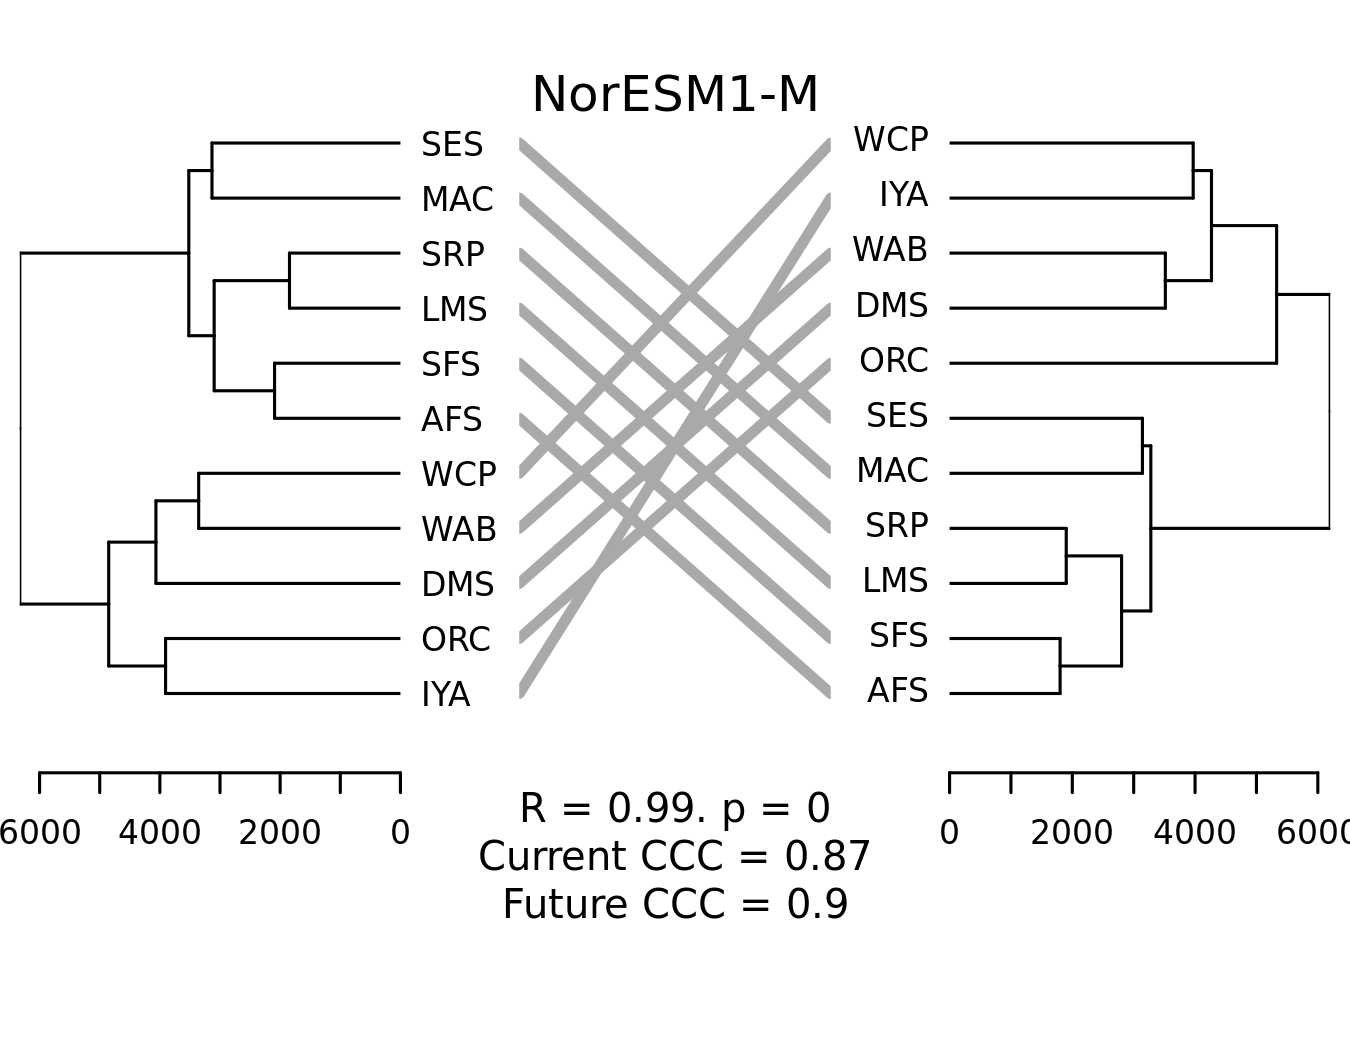 NorESM1-M
SES
MAC
SRP
LMS
SFS
AFS
WCP
WAB
DMS
ORC
IYA
WCP
IYA
WAB
DMS
ORC
SES
MAC
SRP
LMS
SFS
AFS
6000 4000 2000 0
0 2000 4000 6000
R = 0.99. p = 0
Current CCC = 0.87
Future CCC = 0.9